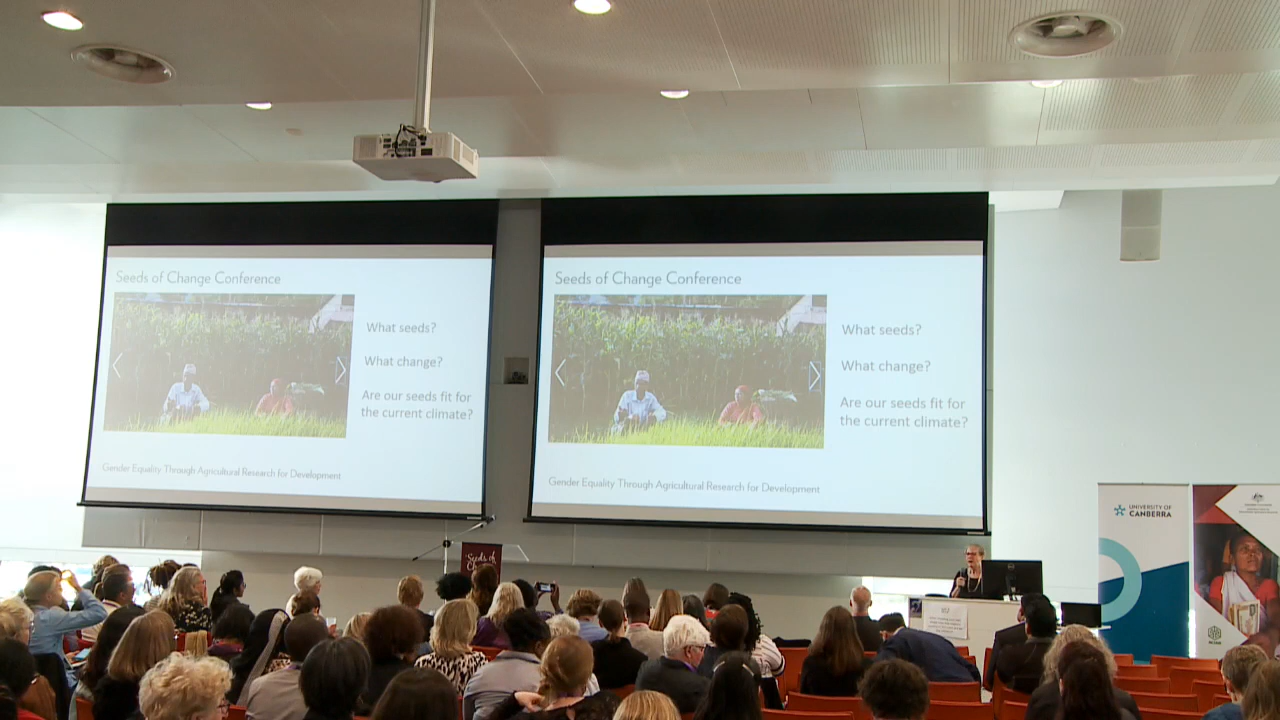 Seeds of Change Conference
What seeds?
What change?
Are our seeds fit for
the current climate?
Gender Equality Through Agricultural Research for Development
Seeds of Change Conference
What seeds?
What change?
Are our seeds fit for
the current climate?
Gender Equality Through Agricultural Research for Development
Seeds of
UNIVERSITY OF
CANBERRA